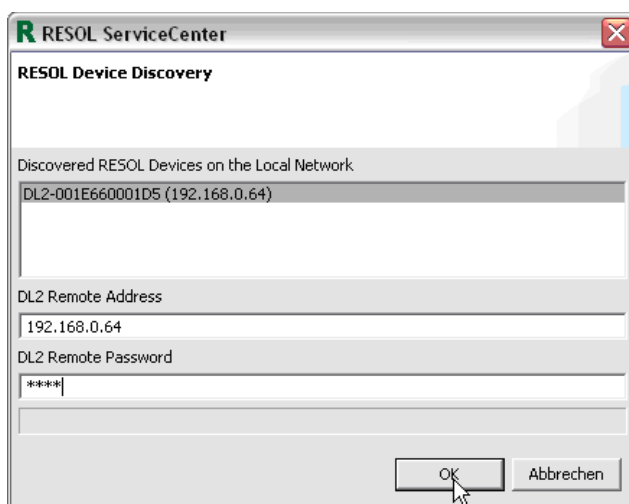 RESOL ServiceCenter
RESOL Device Discovery
Discovered RESOL Devices on the Local Network
DL2-001E660001D5 (192.168.0.64)
DL2 Remote Address
192.168.0.64
DL2 Remote Password
****
OK
Abbrechen